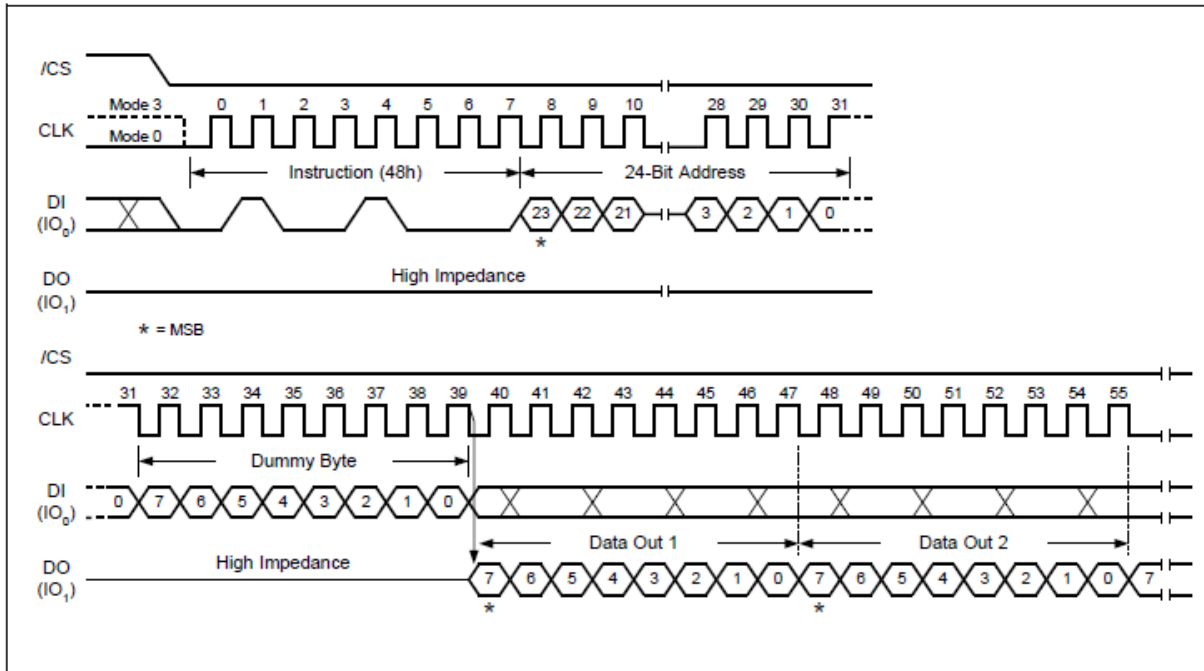 /CS
Mode 3 0 1 2 3 4 5 6 7 8 9 10 28 29 30 31
CLK
Mode 0
Instruction (48h) 24-Bit Address
DI
(IO0)
23 22 21 3 2 1 0
*
High Impedance
DO
(IO1)
* = MSB
/CS
31 32 33 34 35 36 37 38 39 40 41 42 43 44 45 46 47 48 49 50 51 52 53 54 55
CLK
Dummy Byte
DI
(IO0)
0 7 6 5 4 3 2 1 0
Data Out 1 Data Out 2
High Impedance
DO
(IO1)
7 6 5 4 3 2 1 0 7 6 5 4 3 2 1 0 7
* *